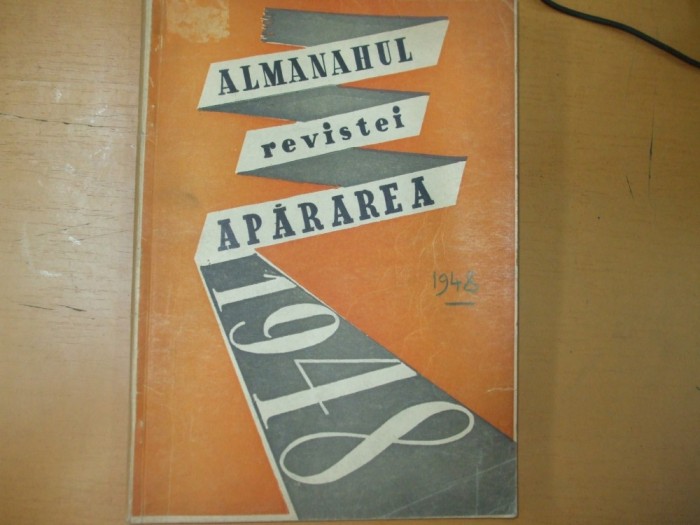 ALMANAHUL
revistei
APĂRAREA
1948
1948